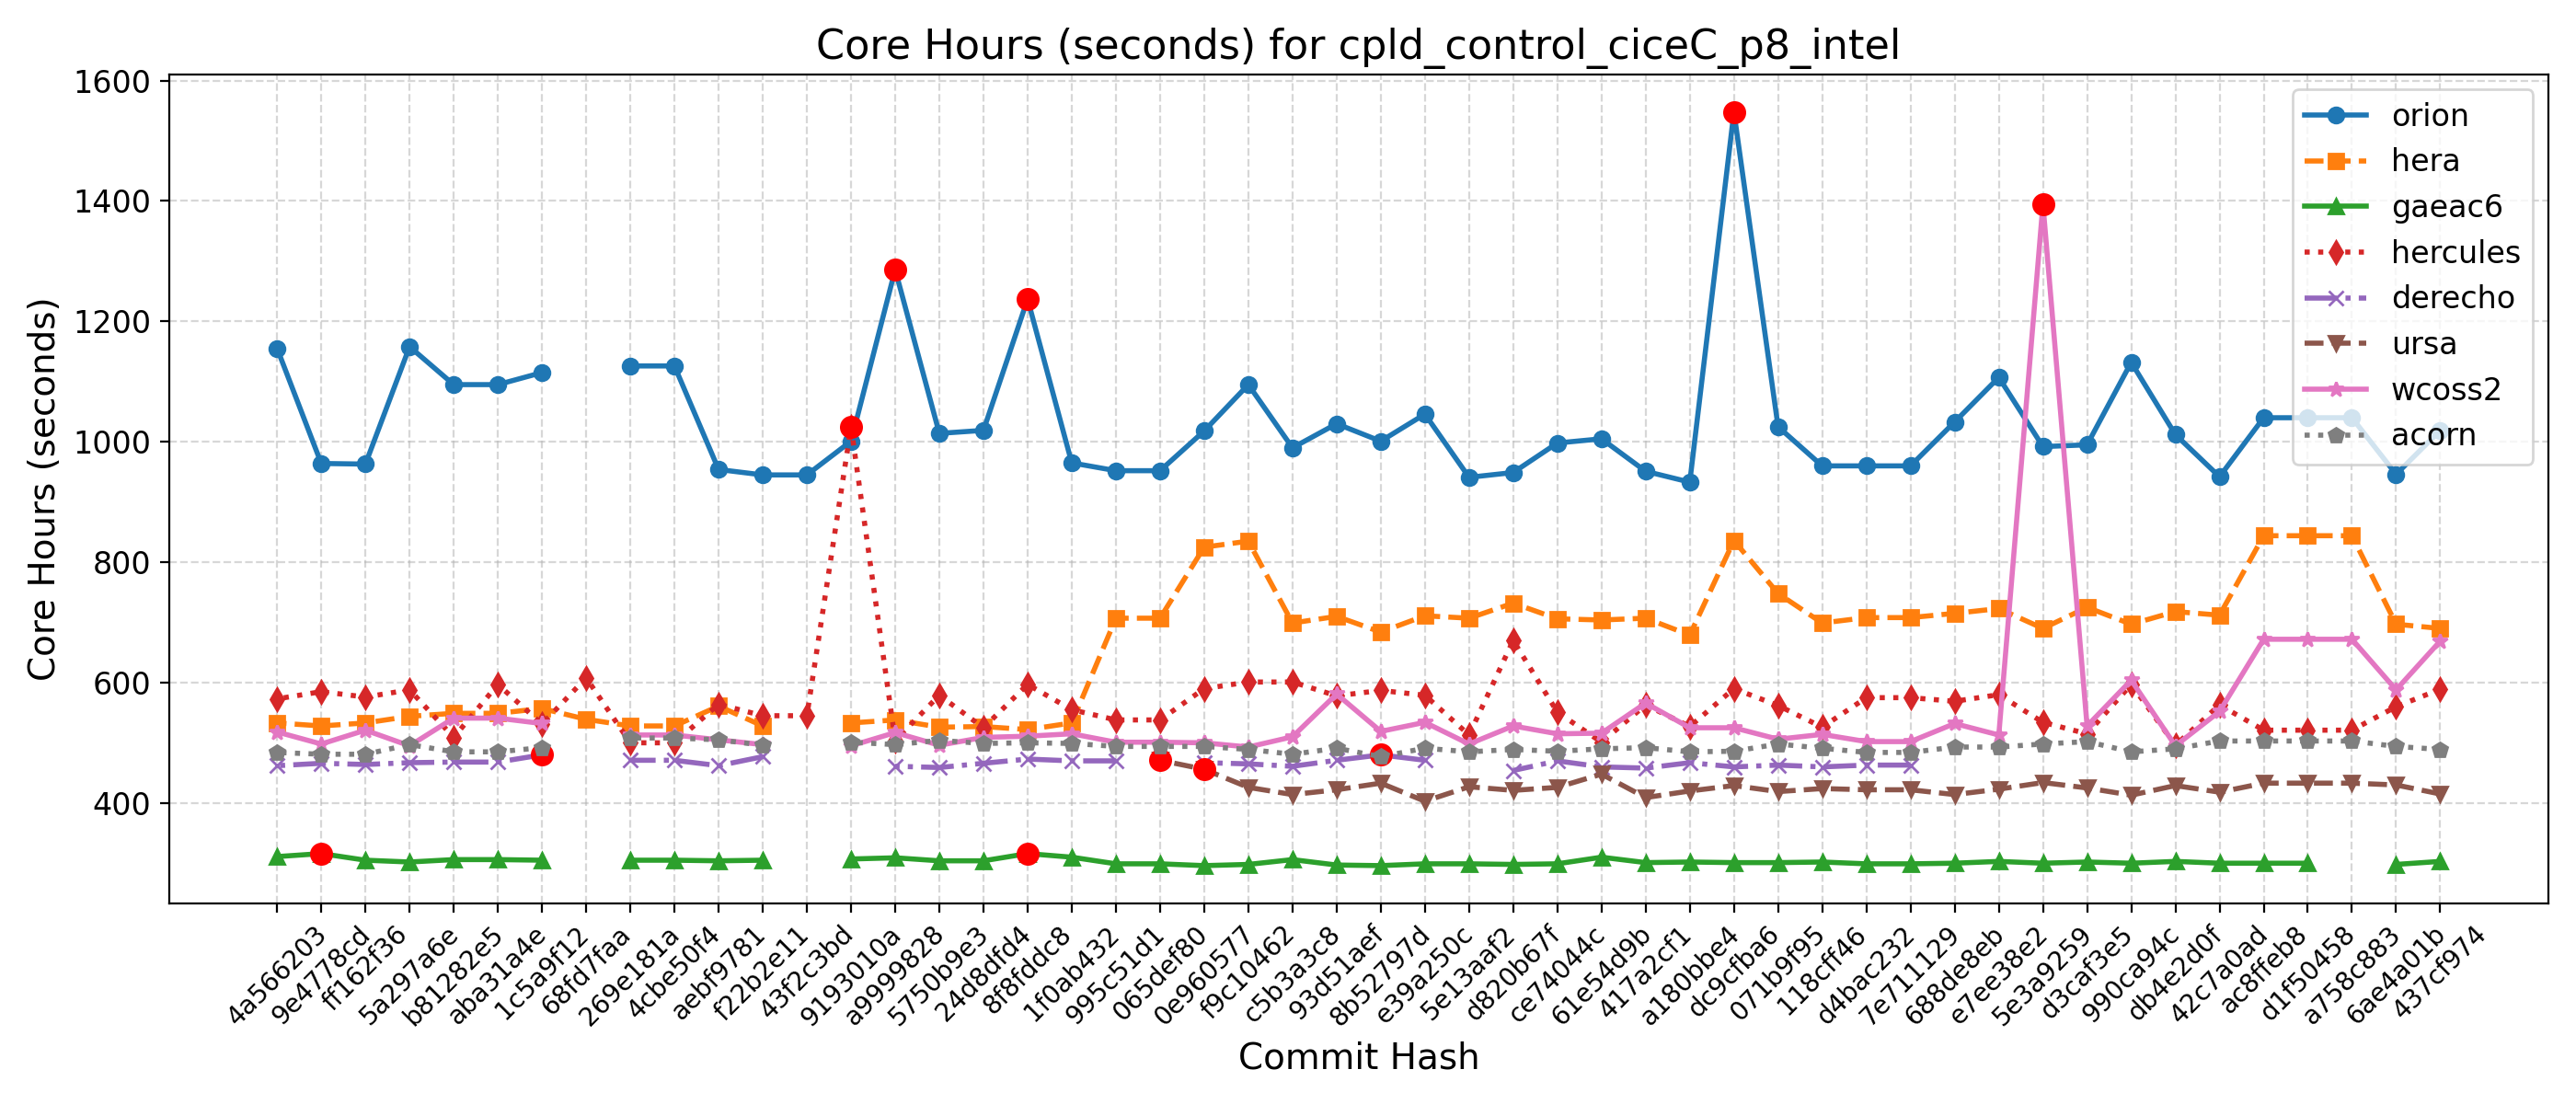 Core Hours (seconds) for cpld_control_ciceC_p8_intel
Core Hours (seconds)
1600
1400
1200
1000
800
600
400
orion
hera
gaeac6
hercules
derecho
ursa
wcoss2
acorn
4a566203
9e4778cd
ff162f36
5a297a6e
b81282e5
aba31a4e
1c5a9f12
68fd7faa
269e181a
4cbe50f4
aebf9781
f22b2e11
43f2c3bd
9193010a
a9999828
5750b9e3
24d8dfd4
8f8fddc8
1f0ab432
995c51d1
065def80
0e960577
f9c10462
c5b3a3c8
93d51aef
8b52797d
e39a250c
5e13aaf2
d820b67f
ce74044c
61e54d9b
417a2cf1
a180bbe4
dc9cfba6
071b9f95
118cff46
d4bac232
7e711129
688de8eb
e7ee38e2
5e3a9259
d3caf3e5
990ca94c
db4e2d0f
42c7a0ad
ac8ffeb8
d1f50458
a758c883
6ae4a01b
437cf974
Commit Hash